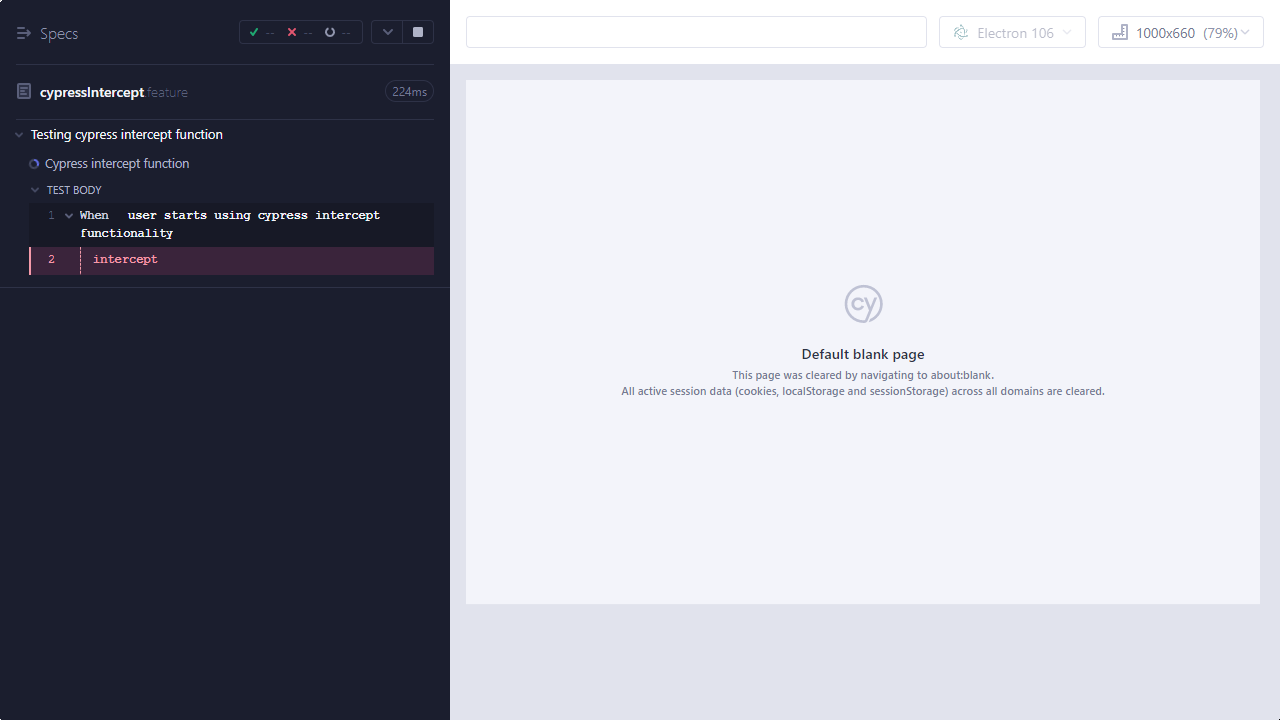 Specs
-- -- --
cypressIntercept.feature
224ms
Testing cypress intercept function
Cypress intercept function
TEST BODY
1 When user starts using cypress intercept
functionality
2 intercept
Electron 106
1000x660 (79%)
cy
Default blank page
This page was cleared by navigating to about:blank.
All active session data (cookies, localStorage and sessionStorage) across all domains are cleared.